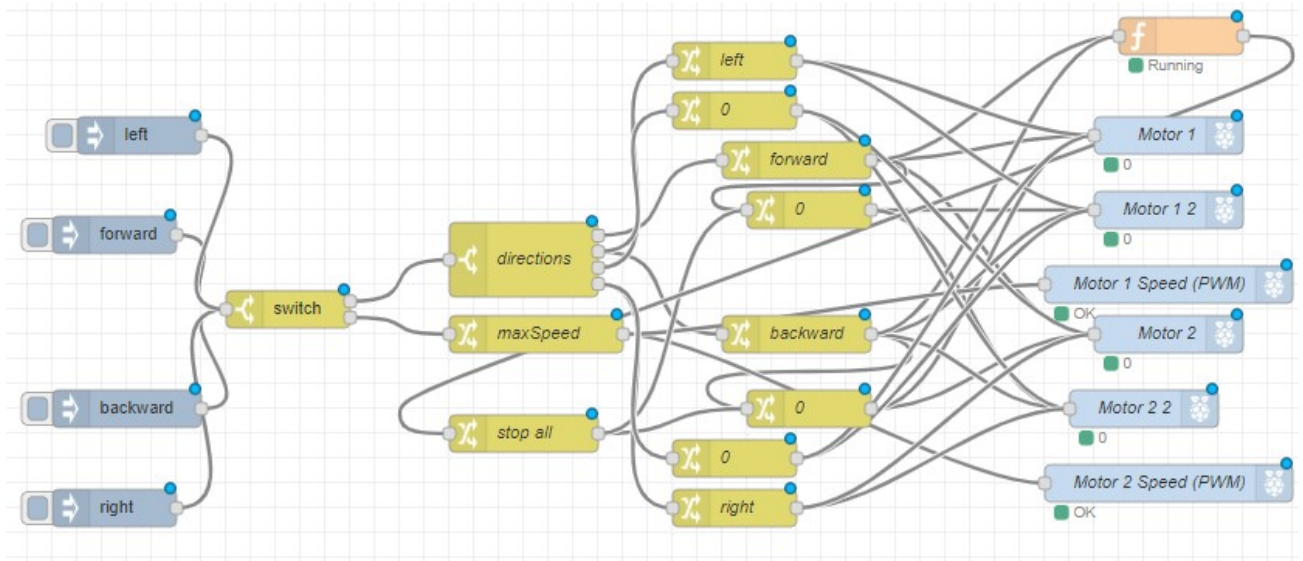 left
forward
backward
right
switch
directions
maxSpeed
stop all
left
0
forward
0
backward
0
0
right
f
Running
Motor 1
0
Motor 1 2
0
Motor 1 Speed (PWM)
OK
Motor 2
0
Motor 2 2
0
Motor 2 Speed (PWM)
OK